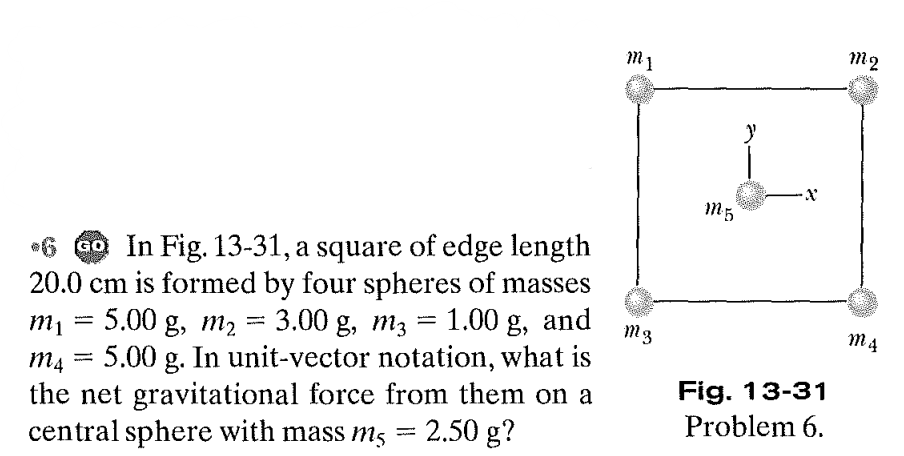 •6 GO In Fig. 13-31, a square of edge length
20.0 cm is formed by four spheres of masses
m₁ = 5.00 g, m₂ = 3.00 g, m₃ = 1.00 g, and
m₄ = 5.00 g. In unit-vector notation, what is
the net gravitational force from them on a
central sphere with mass m₅ = 2.50 g?
m₁
m₂
y
x
m₅
m₃
m₄
Fig. 13-31
Problem 6.